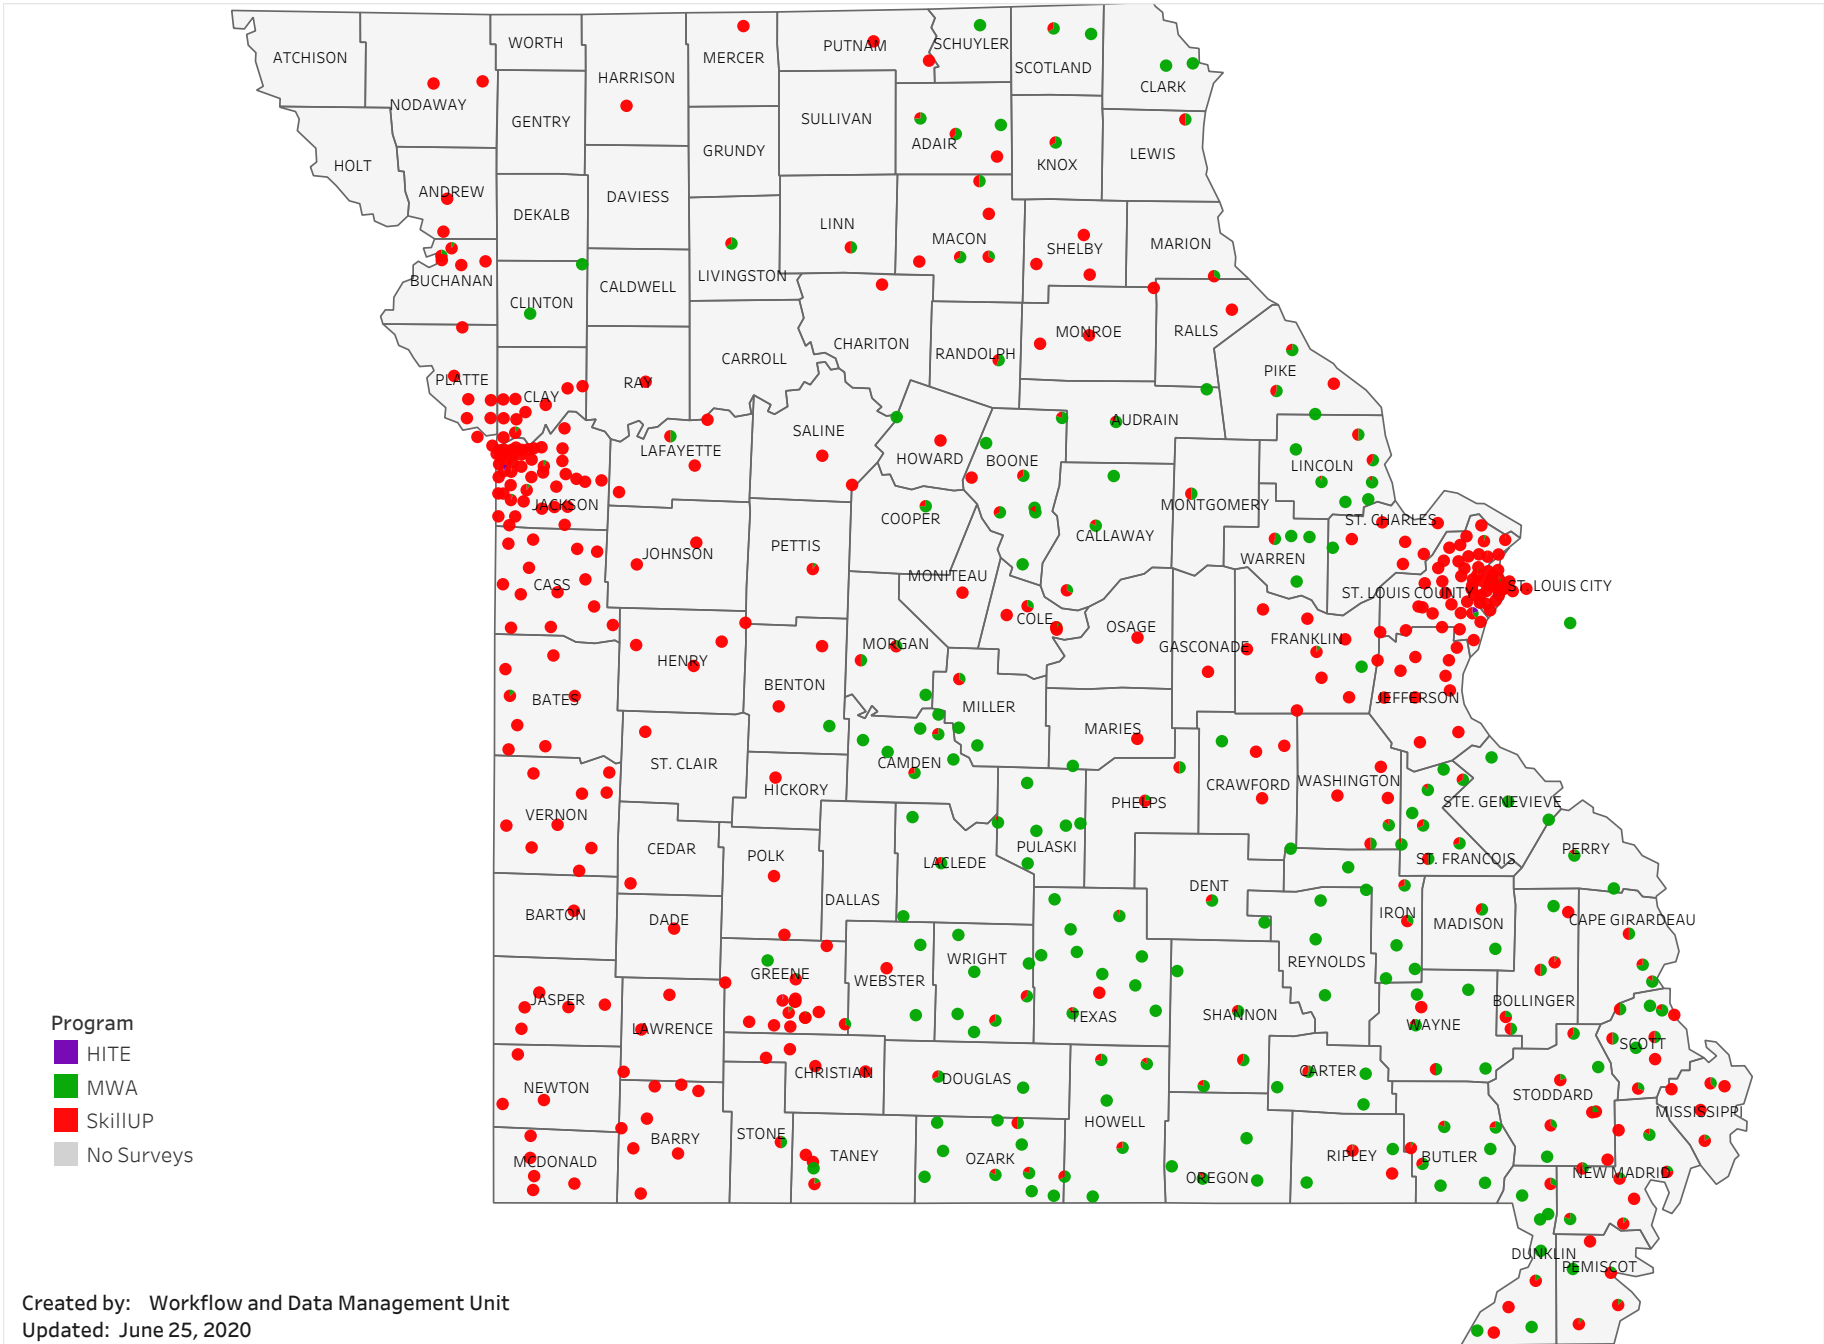 ATCHISON
WORTH
MERCER
PUTNAM
SCHUYLER
SCOTLAND
CLARK
NODAWAY
HARRISON
GENTRY
SULLIVAN
ADAIR
KNOX
LEWIS
HOLT
GRUNDY
ANDREW
DEKALB
DAVIESS
LINN
MACON
SHELBY
MARION
BUCHANAN
CLINTON
CALDWELL
LIVINGSTON
CHARITON
RANDOLPH
MONROE
RALLS
PIKE
PLATTE
CLAY
RAY
CARROLL
SALINE
HOWARD
BOONE
AUDRAIN
LINCOLN
LAFAYETTE
JACKSON
COOPER
CALLAWAY
MONTGOMERY
ST. CHARLES
WARREN
JOHNSON
PETTIS
MONITEAU
CASS
ST. LOUIS COUNTY
ST. LOUIS CITY
COLE
OSAGE
GASCONADE
FRANKLIN
HENRY
MORGAN
BENTON
MILLER
MARIES
JEFFERSON
BATES
ST. CLAIR
CAMDEN
HICKORY
PHELPS
CRAWFORD
WASHINGTON
STE. GENEVIEVE
VERNON
CEDAR
POLK
LACLEDE
PULASKI
ST. FRANCOIS
PERRY
DALLAS
DENT
BARTON
DADE
IRON
MADISON
CAPE GIRARDEAU
GREENE
WEBSTER
WRIGHT
REYNOLDS
BOLLINGER
JASPER
LAWRENCE
TEXAS
SHANNON
WAYNE
SCOTT
CHRISTIAN
DOUGLAS
CARTER
NEWTON
STODDARD
MISSISSIPPI
HOWELL
BARRY
STONE
TANEY
OZARK
OREGON
RIPLEY
BUTLER
MCDONALD
NEW MADRID
DUNKLIN
PEMISCOT
Program
HITE
MWA
SkillUP
No Surveys
Created by: Workflow and Data Management Unit
Updated: June 25, 2020